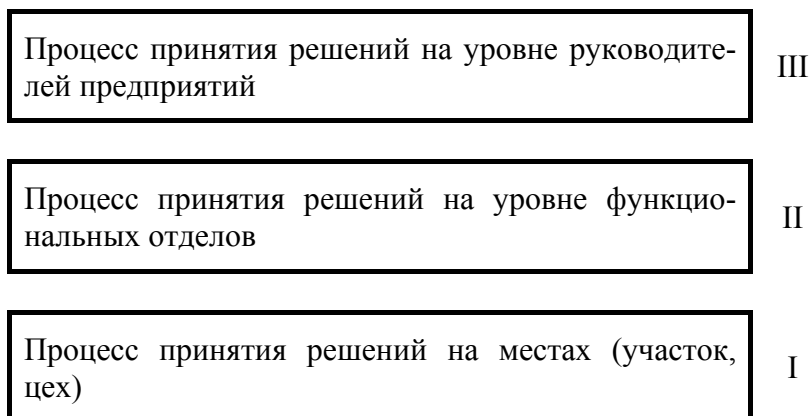 Процесс принятия решений на уровне руководите-
лей предприятий
III
Процесс принятия решений на уровне функцио-
нальных отделов
II
Процесс принятия решений на местах (участок,
цех)
I